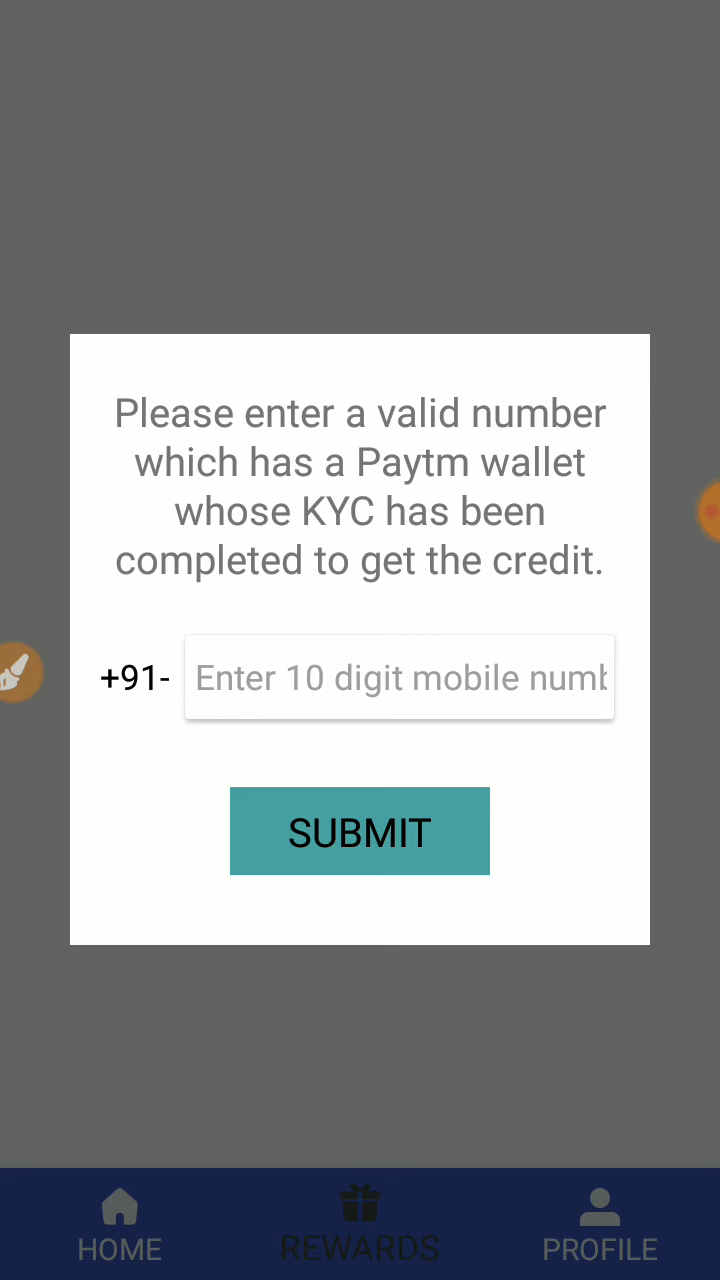 Please enter a valid number
which has a Paytm wallet
whose KYC has been
completed to get the credit.
+91- Enter 10 digit mobile numb
SUBMIT
HOME REWARDS PROFILE